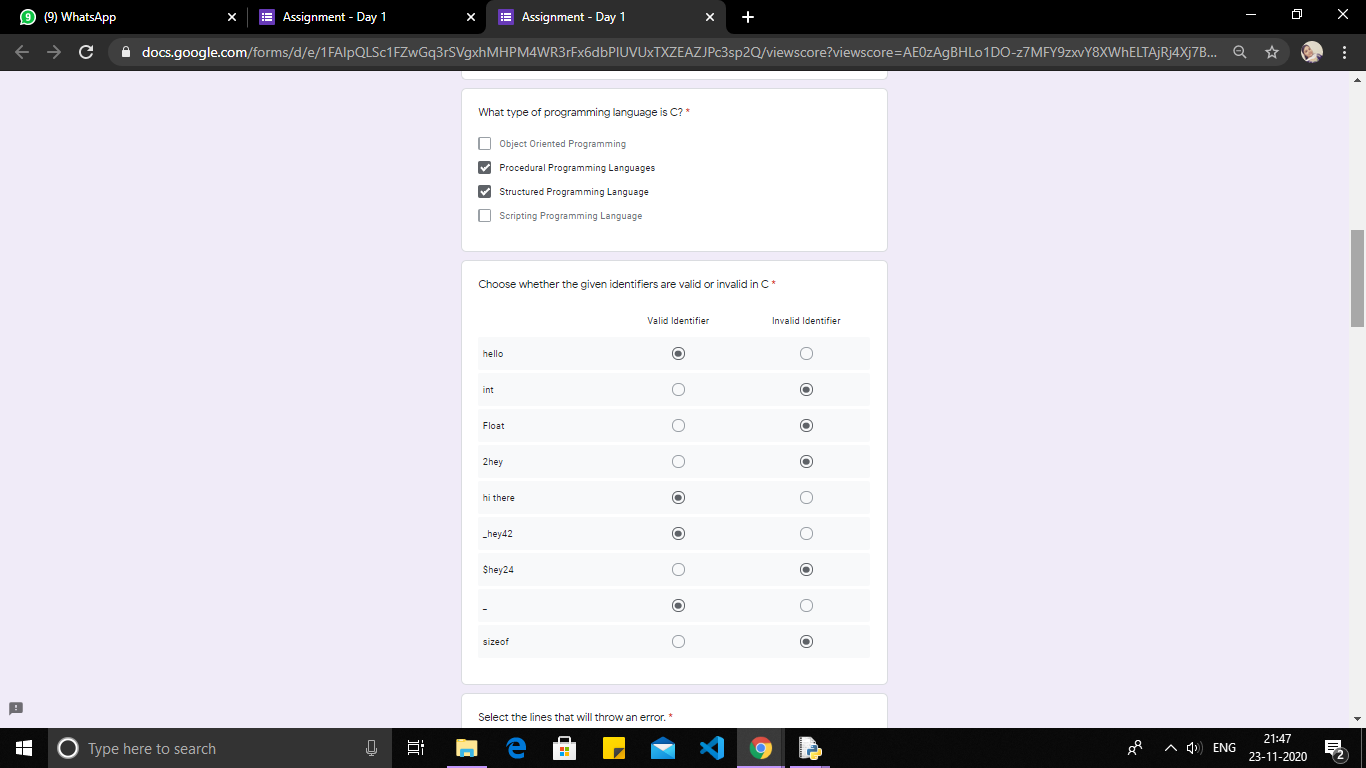 (9) WhatsApp
Assignment - Day 1
Assignment - Day 1
docs.google.com/forms/d/e/1FAIpQLSc1FZwGq3rSVgxhMHPM4WR3rFx6dbPIUVUxTXZEAZJPc3sp2Q/viewscore?viewscore=AE0zAgBHLo1DO-z7MFY9zxvY8XWhELTAjRj4Xj7B...
What type of programming language is C? *
Object Oriented Programming
Procedural Programming Languages
Structured Programming Language
Scripting Programming Language
Choose whether the given identifiers are valid or invalid in C *
Valid Identifier Invalid Identifier
hello
int
Float
2hey
hi there
_hey42
$hey24
_
sizeof
Select the lines that will throw an error. *
Type here to search
ENG
21:47
23-11-2020
2